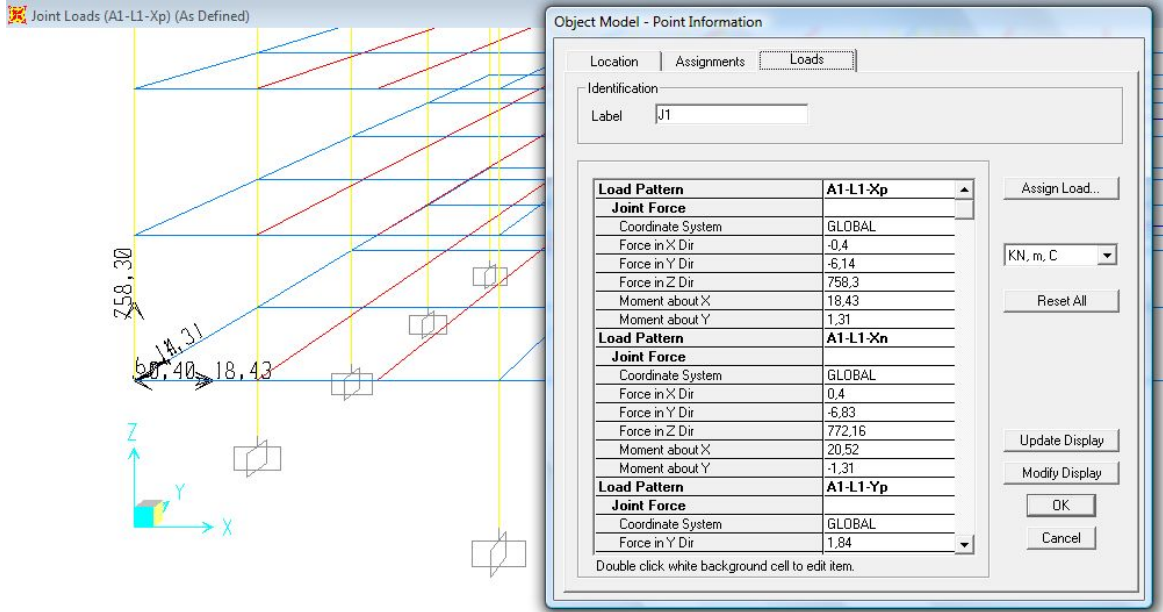 Joint Loads (A1-L1-Xp) (As Defined)
758,30
18,43
Z
Y
X
Object Model - Point Information
Location Assignments Loads
Identification
Label J1
Load Pattern A1-L1-Xp
Joint Force
Coordinate System GLOBAL
Force in X Dir -0,4
Force in Y Dir -6,14
Force in Z Dir 758,3
Moment about X 18,43
Moment about Y 1,31
Load Pattern A1-L1-Xn
Joint Force
Coordinate System GLOBAL
Force in X Dir 0,4
Force in Y Dir -6,83
Force in Z Dir 772,16
Moment about X 20,52
Moment about Y -1,31
Load Pattern A1-L1-Yp
Joint Force
Coordinate System GLOBAL
Force in Y Dir 1,84
Double click white background cell to edit item.
Assign Load...
KN, m, C
Reset All
Update Display
Modify Display
OK
Cancel